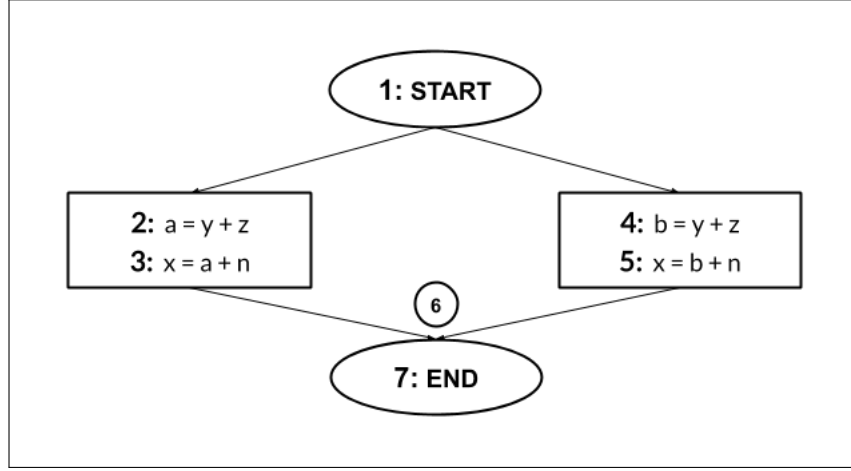 1: START
2: a = y + z
3: x = a + n
4: b = y + z
5: x = b + n
6
7: END